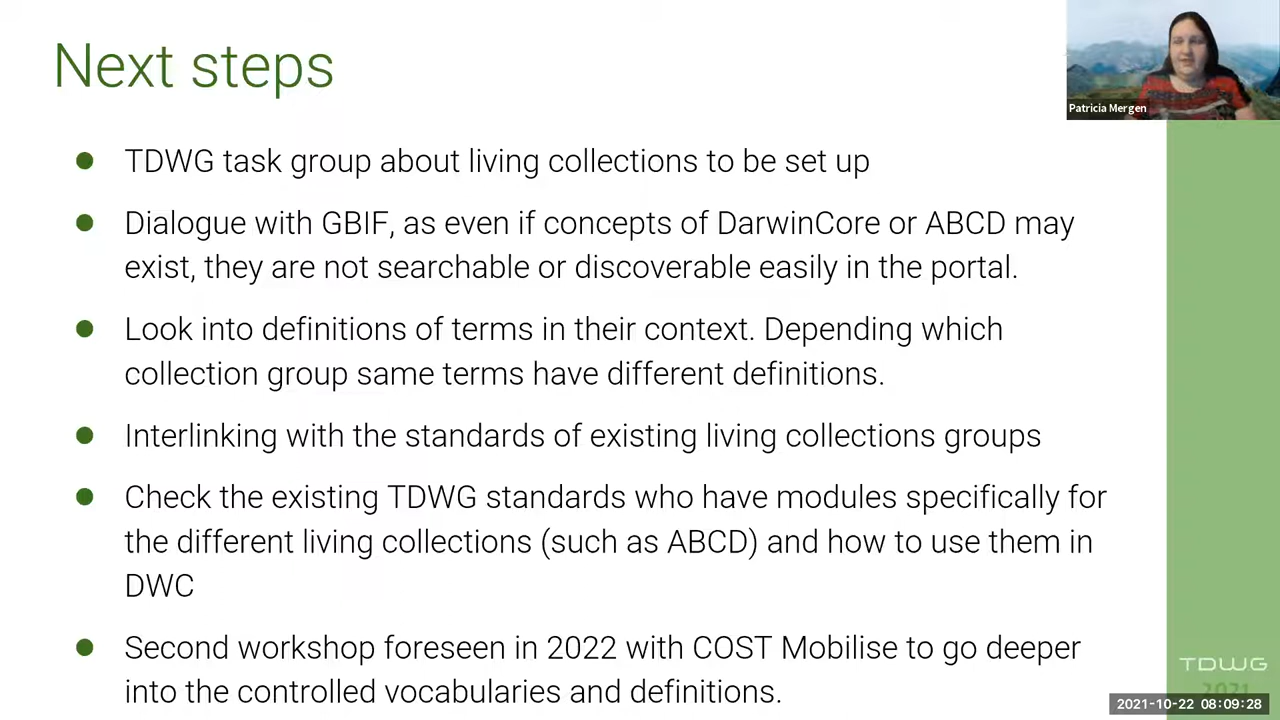 Next steps
Patricia Mergen
TDWG task group about living collections to be set up
Dialogue with GBIF, as even if concepts of DarwinCore or ABCD may
exist, they are not searchable or discoverable easily in the portal.
Look into definitions of terms in their context. Depending which
collection group same terms have different definitions.
Interlinking with the standards of existing living collections groups
Check the existing TDWG standards who have modules specifically for
the different living collections (such as ABCD) and how to use them in
DWC
Second workshop foreseen in 2022 with COST Mobilise to go deeper
into the controlled vocabularies and definitions.
TDWG
2021
2021-10-22 08:09:28